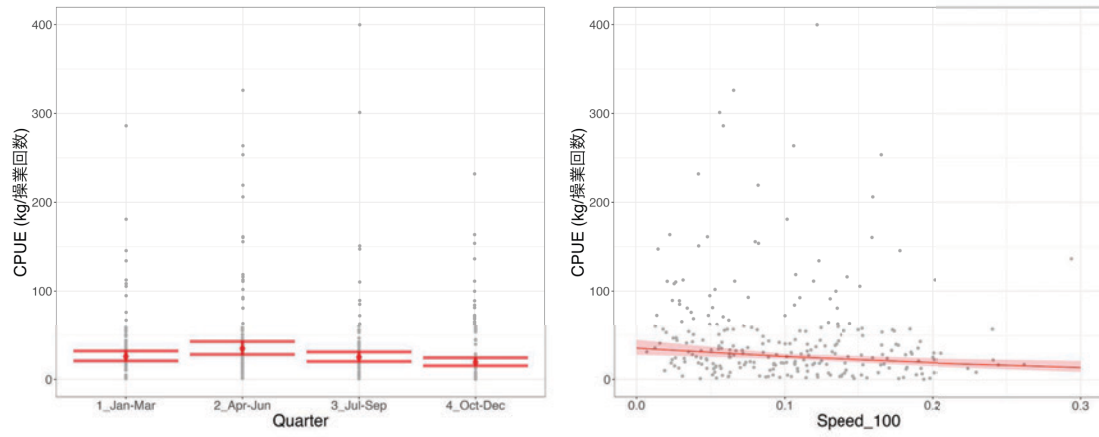 CPUE (kg/操業回数)
400
300
200
100
0
1_Jan-Mar
2_Apr-Jun
3_Jul-Sep
4_Oct-Dec
Quarter
CPUE (kg/操業回数)
400
300
200
100
0
0.0
0.1
0.2
0.3
Speed_100